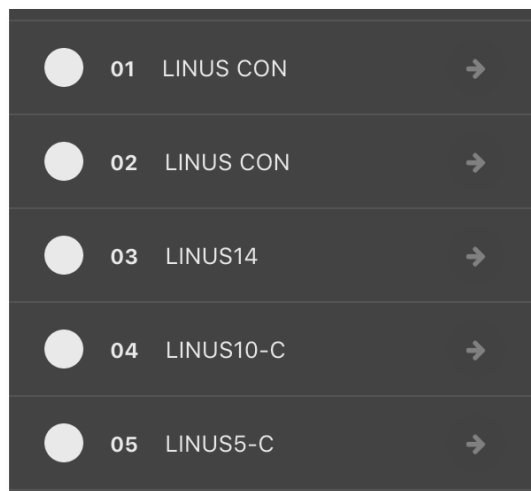 01 LINUS CON
02 LINUS CON
03 LINUS14
04 LINUS10-C
05 LINUS5-C